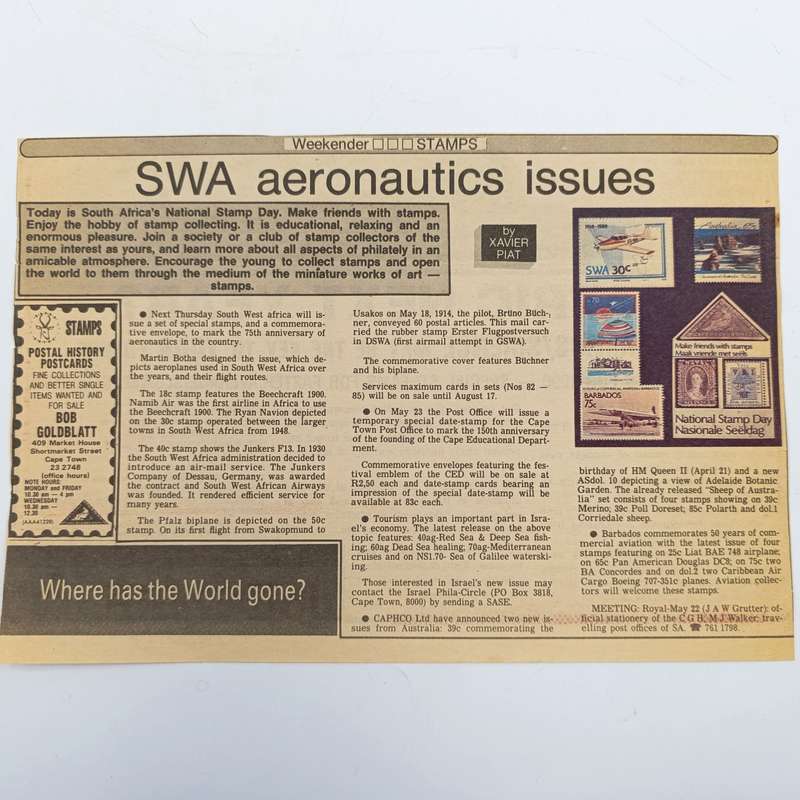 Weekender □□□ STAMPS
SWA aeronautics issues
Today is South Africa's National Stamp Day. Make friends with stamps.
Enjoy the hobby of stamp collecting. It is educational, relaxing and an
enormous pleasure. Join a society or a club of stamp collectors of the
same interest as yours, and learn more about all aspects of philately in an
amicable atmosphere. Encourage the young to collect stamps and open
the world to them through the medium of the miniature works of art —
stamps.
by
XAVIER
PIAT
STAMPS
POSTAL HISTORY
POSTCARDS
FINE COLLECTIONS
AND BETTER SINGLE
ITEMS WANTED AND
FOR SALE
BOB
GOLDBLATT
409 Market House
Shortmarket Street
Cape Town
23 2748
(office hours)
NOTE HOURS:
MONDAY and FRIDAY
10.30 am — 4 pm
WEDNESDAY
10.30 am —
12.30
(AAA41229)
Where has the World gone?
● Next Thursday South West africa will is-
sue a set of special stamps, and a commemora-
tive envelope, to mark the 75th anniversary of
aeronautics in the country.
Martin Botha designed the issue, which de-
picts aeroplanes used in South West Africa over
the years, and their flight routes.
The 18c stamp features the Beechcraft 1900.
Namib Air was the first airline in Africa to use
the Beechcraft 1900. The Ryan Navion depicted
on the 30c stamp operated between the larger
towns in South West Africa from 1948.
The 40c stamp shows the Junkers F13. In 1930
the South West Africa administration decided to
introduce an air-mail service. The Junkers
Company of Dessau, Germany, was awarded
the contract and South West African Airways
was founded. It rendered efficient service for
many years.
The Pfalz biplane is depicted on the 50c
stamp. On its first flight from Swakopmund to
Usakos on May 18, 1914, the pilot, Brüno Büch-
ner, conveyed 60 postal articles. This mail car-
ried the rubber stamp Erster Flugpostversuch
in DSWA (first airmail attempt in GSWA).
The commemorative cover features Büchner
and his biplane.
Services maximum cards in sets (Nos 82 —
85) will be on sale until August 17.
● On May 23 the Post Office will issue a
temporary special date-stamp for the Cape
Town Post Office to mark the 150th anniversary
of the founding of the Cape Educational Depart-
ment.
Commemorative envelopes featuring the fes-
tival emblem of the CED will be on sale at
R2,50 each and date-stamp cards bearing an
impression of the special date-stamp will be
available at 83c each.
● Tourism plays an important part in Isra-
el's economy. The latest release on the above
topic features: 40ag-Red Sea & Deep Sea fish-
ing; 60ag Dead Sea healing; 70ag-Mediterranean
cruises and on NS1.70- Sea of Galilee waterski-
ing.
Those interested in Israel's new issue may
contact the Israel Phila-Circle (PO Box 3818,
Cape Town, 8000) by sending a SASE.
● CAPHCO Ltd have announced two new is-
sues from Australia: 39c commemorating the
1914-1989
SWA 30c
Australia
70
BARBADOS
75c
Make friends with stamps
Maak vriende met seëls
National Stamp Day
Nasionale Seëldag
birthday of HM Queen II (April 21) and a new
ASdol. 10 depicting a view of Adelaide Botanic
Garden. The already released "Sheep of Austra-
lia" set consists of four stamps showing on 39c
Merino; 39c Poll Doreset; 85c Polarth and dol.1
Corriedale sheep.
● Barbados commemorates 50 years of com-
mercial aviation with the latest issue of four
stamps featuring on 25c Liat BAE 748 airplane;
on 65c Pan American Douglas DC8; on 75c two
BA Concordes and on dol.2 two Caribbean Air
Cargo Boeing 707-351c planes. Aviation collec-
tors will welcome these stamps.
MEETING: Royal-May 22 (J A W Grutter): of-
ficial stationery of the C G H, M J Walker: trav-
elling post offices of SA. ☎ 761 1798.